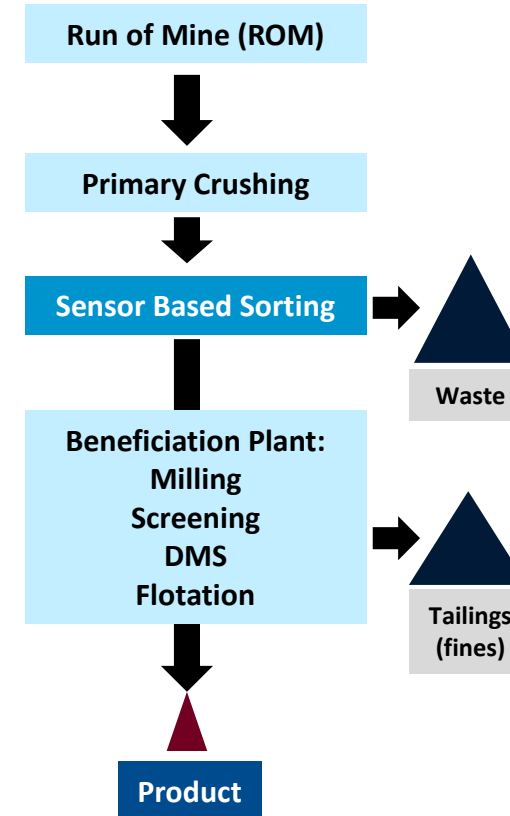 Run of Mine (ROM)
Primary Crushing
Sensor Based Sorting
Waste
Beneficiation Plant:
Milling
Screening
DMS
Flotation
Tailings
(fines)
Product